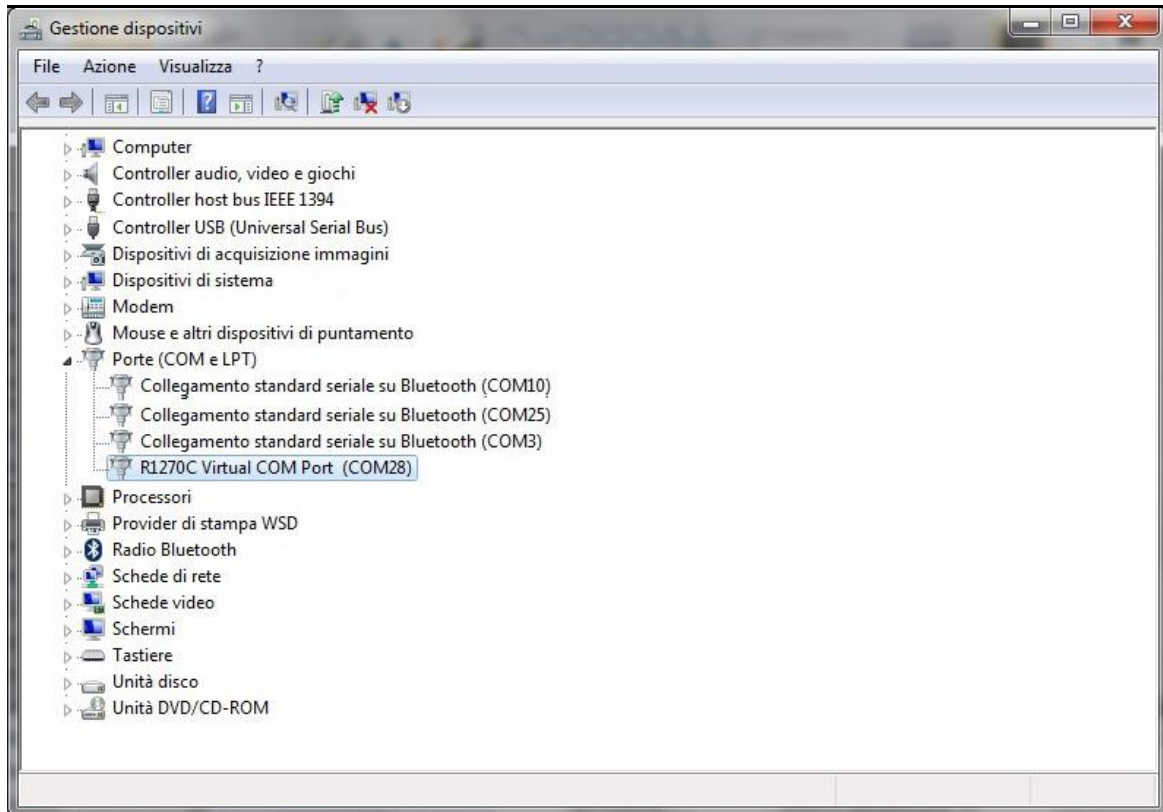 Gestione dispositivi
File Azione Visualizza ?
Computer
Controller audio, video e giochi
Controller host bus IEEE 1394
Controller USB (Universal Serial Bus)
Dispositivi di acquisizione immagini
Dispositivi di sistema
Modem
Mouse e altri dispositivi di puntamento
Porte (COM e LPT)
Collegamento standard seriale su Bluetooth (COM10)
Collegamento standard seriale su Bluetooth (COM25)
Collegamento standard seriale su Bluetooth (COM3)
R1270C Virtual COM Port (COM28)
Processori
Provider di stampa WSD
Radio Bluetooth
Schede di rete
Schede video
Schermi
Tastiere
Unità disco
Unità DVD/CD-ROM